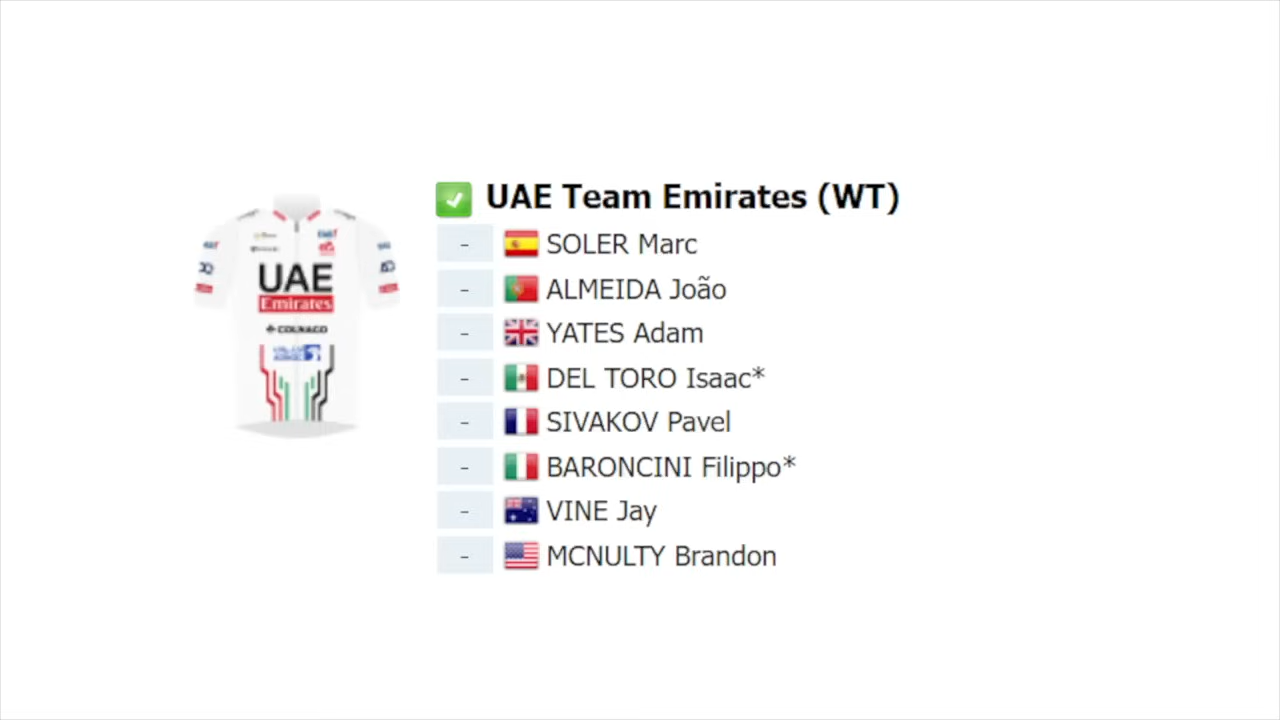 UAE Team Emirates (WT)
- SOLER Marc
- ALMEIDA João
- YATES Adam
- DEL TORO Isaac*
- SIVAKOV Pavel
- BARONCINI Filippo*
- VINE Jay
- MCNULTY Brandon
UAE
Emirates
COLNAGO